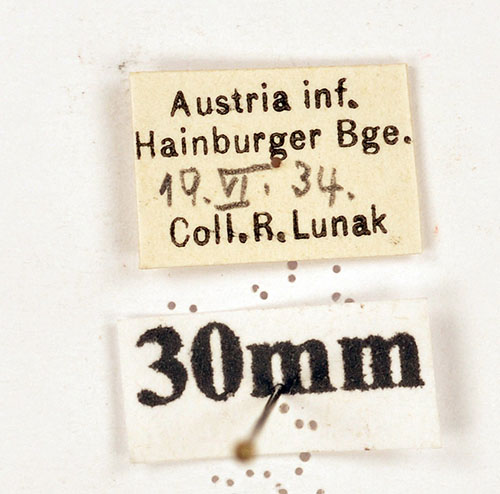 Austria inf.
Hainburger Bge.
19. VI. 34.
Coll. R. Lunak
30mm